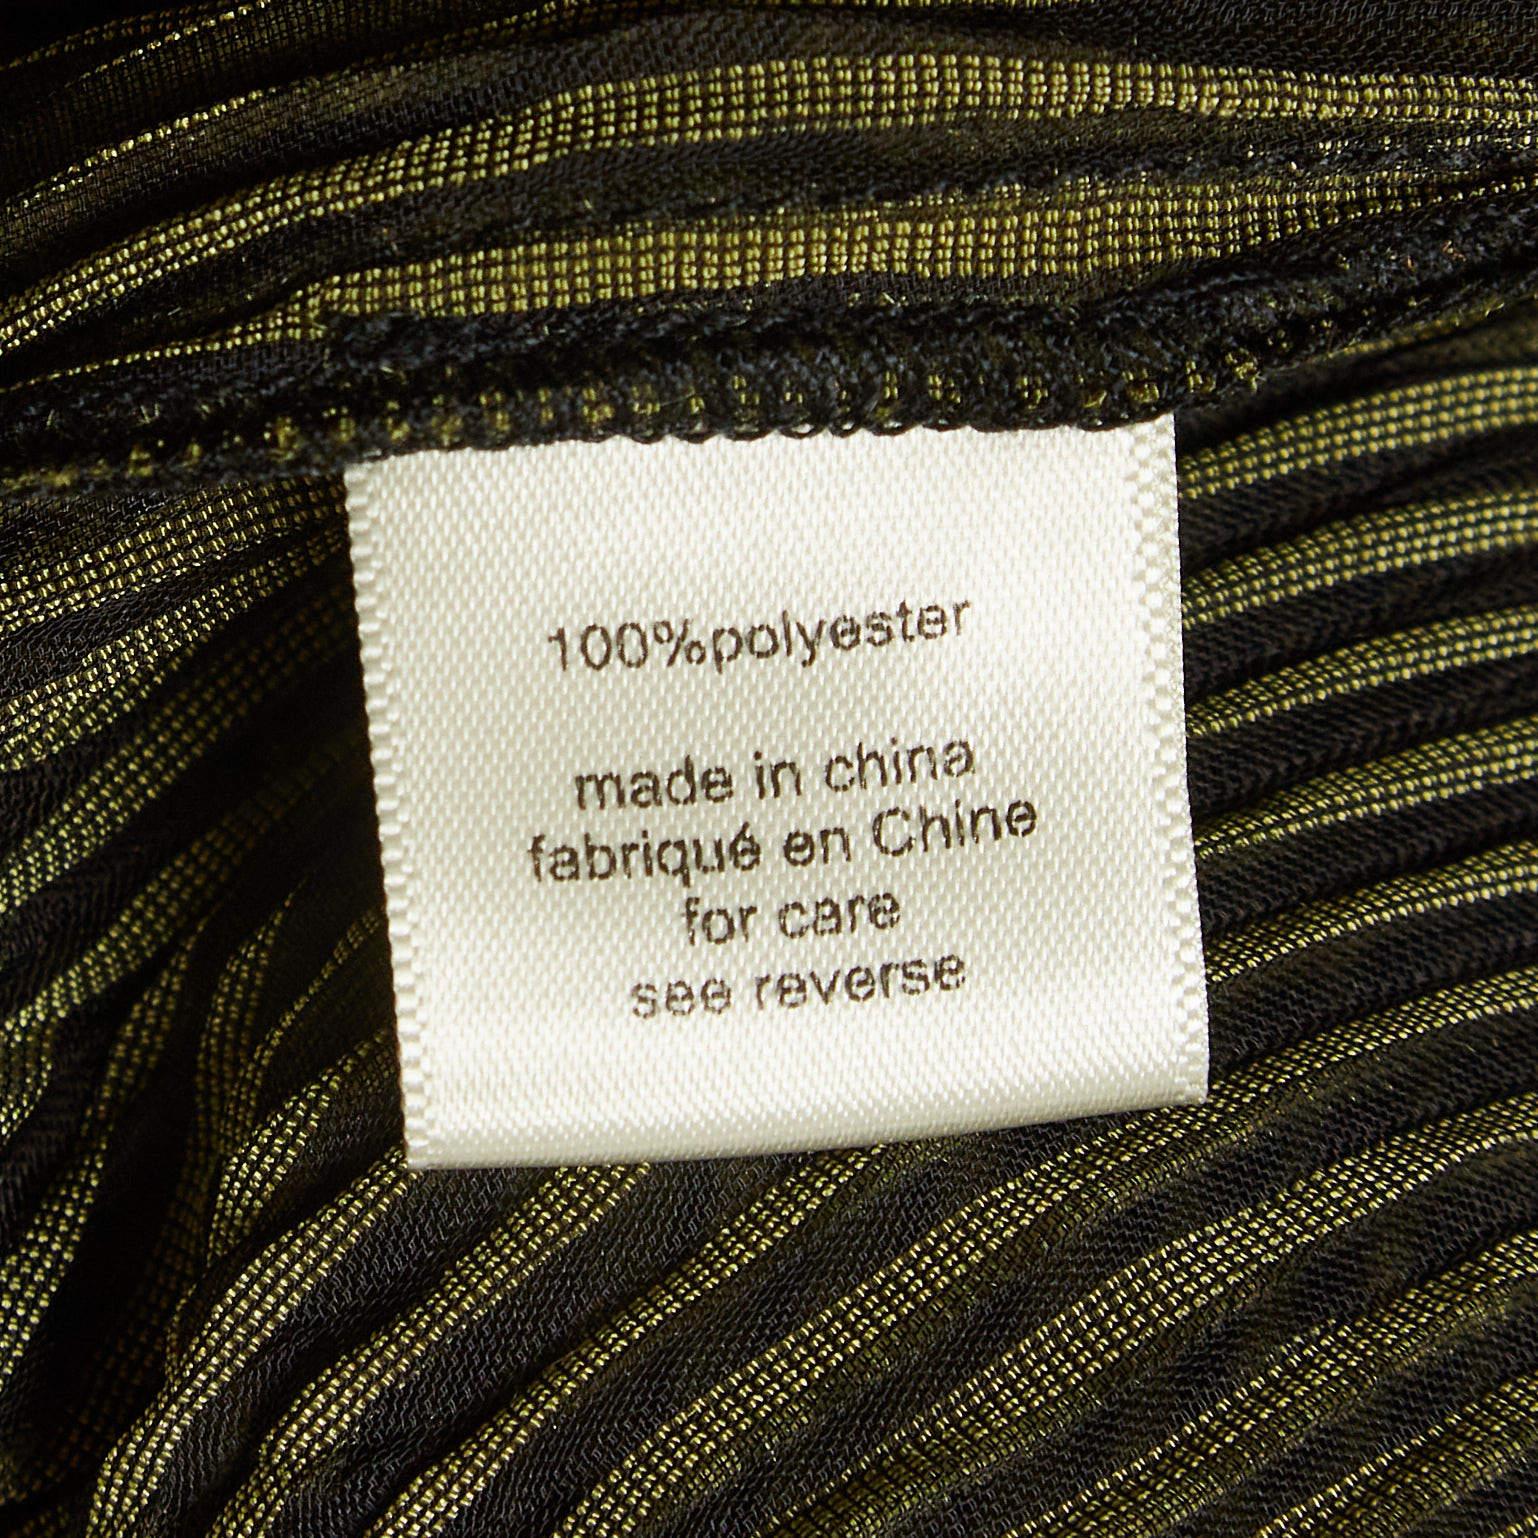 100%polyester
made in china
fabriqué en Chine
for care
see reverse